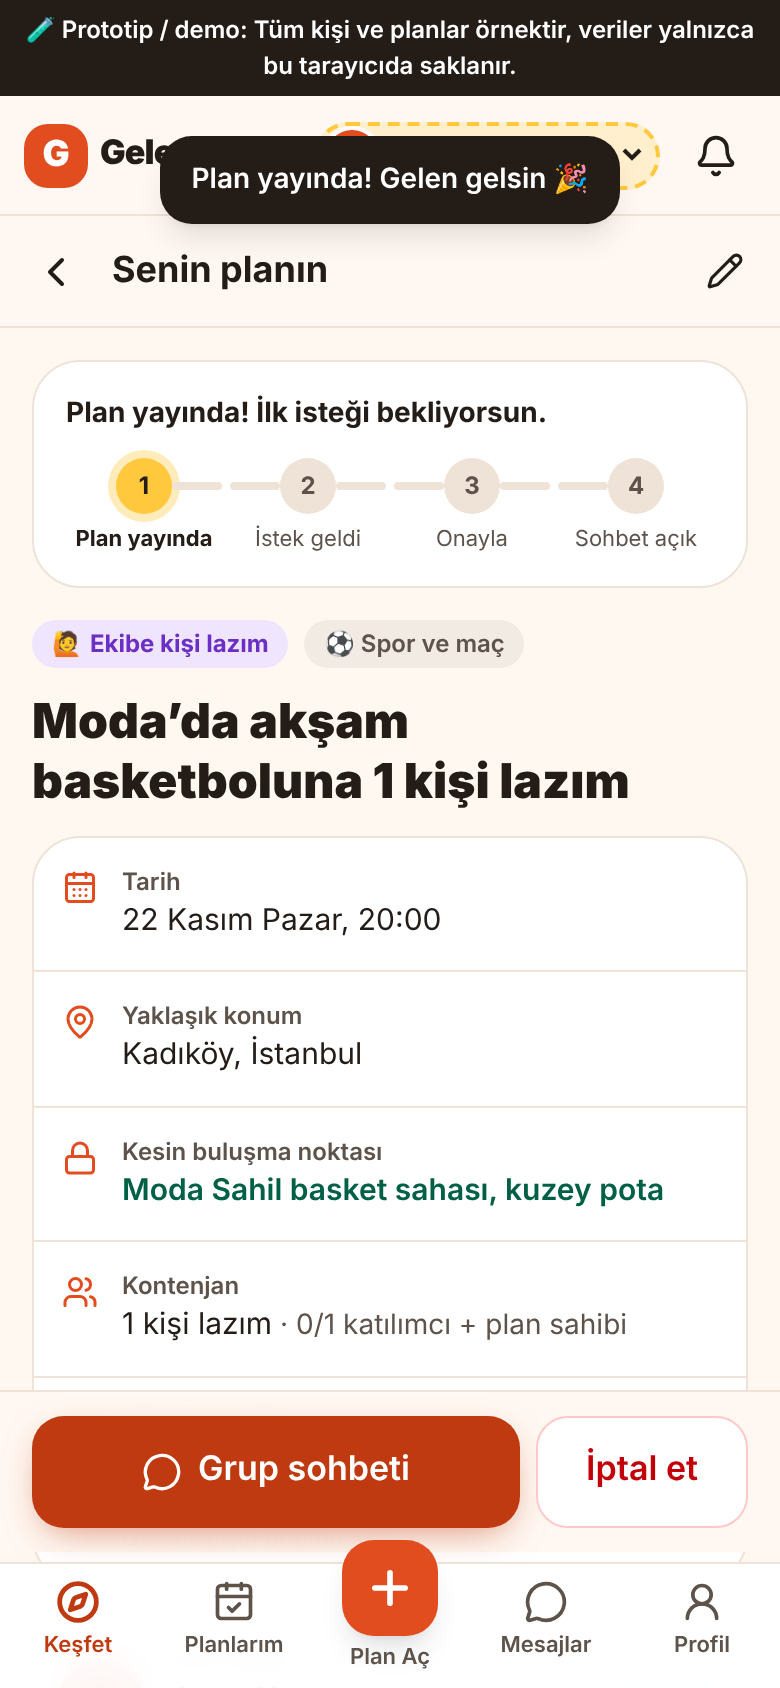 🧪 Prototip / demo: Tüm kişi ve planlar örnektir, veriler yalnızca
bu tarayıcıda saklanır.
G
Plan yayında! Gelen gelsin 🎉
Senin planın
Plan yayında! İlk isteği bekliyorsun.
1
2
3
4
Plan yayında
İstek geldi
Onayla
Sohbet açık
🙋 Ekibe kişi lazım
⚽ Spor ve maç
Moda’da akşam
basketboluna 1 kişi lazım
Tarih
22 Kasım Pazar, 20:00
Yaklaşık konum
Kadıköy, İstanbul
Kesin buluşma noktası
Moda Sahil basket sahası, kuzey pota
Kontenjan
1 kişi lazım · 0/1 katılımcı + plan sahibi
Grup sohbeti
İptal et
Keşfet
Planlarım
Plan Aç
Mesajlar
Profil